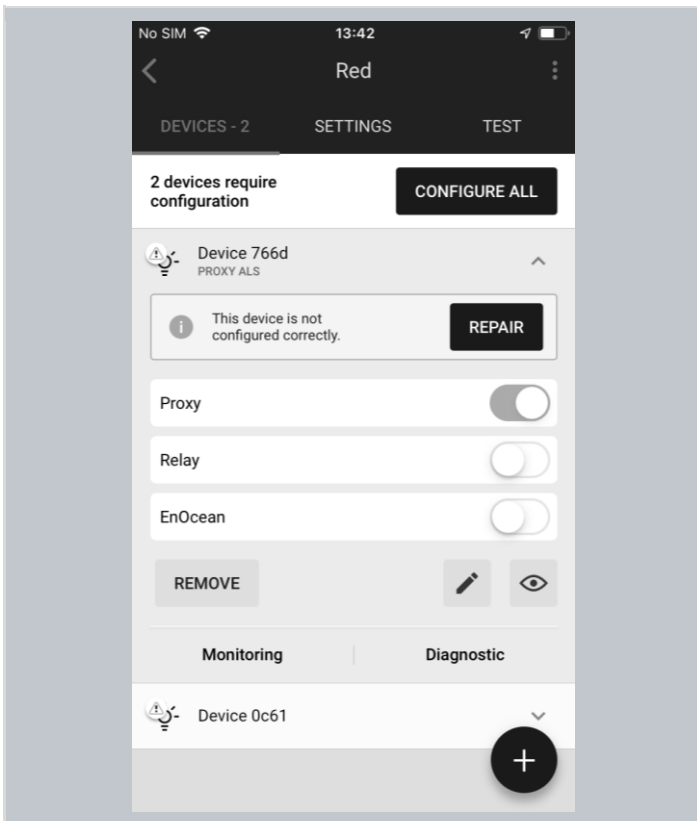 No SIM 13:42
Red
DEVICES - 2 SETTINGS TEST
2 devices require
configuration
CONFIGURE ALL
Device 766d
PROXY ALS
This device is not
configured correctly.
REPAIR
Proxy
Relay
EnOcean
REMOVE
Monitoring Diagnostic
Device 0c61